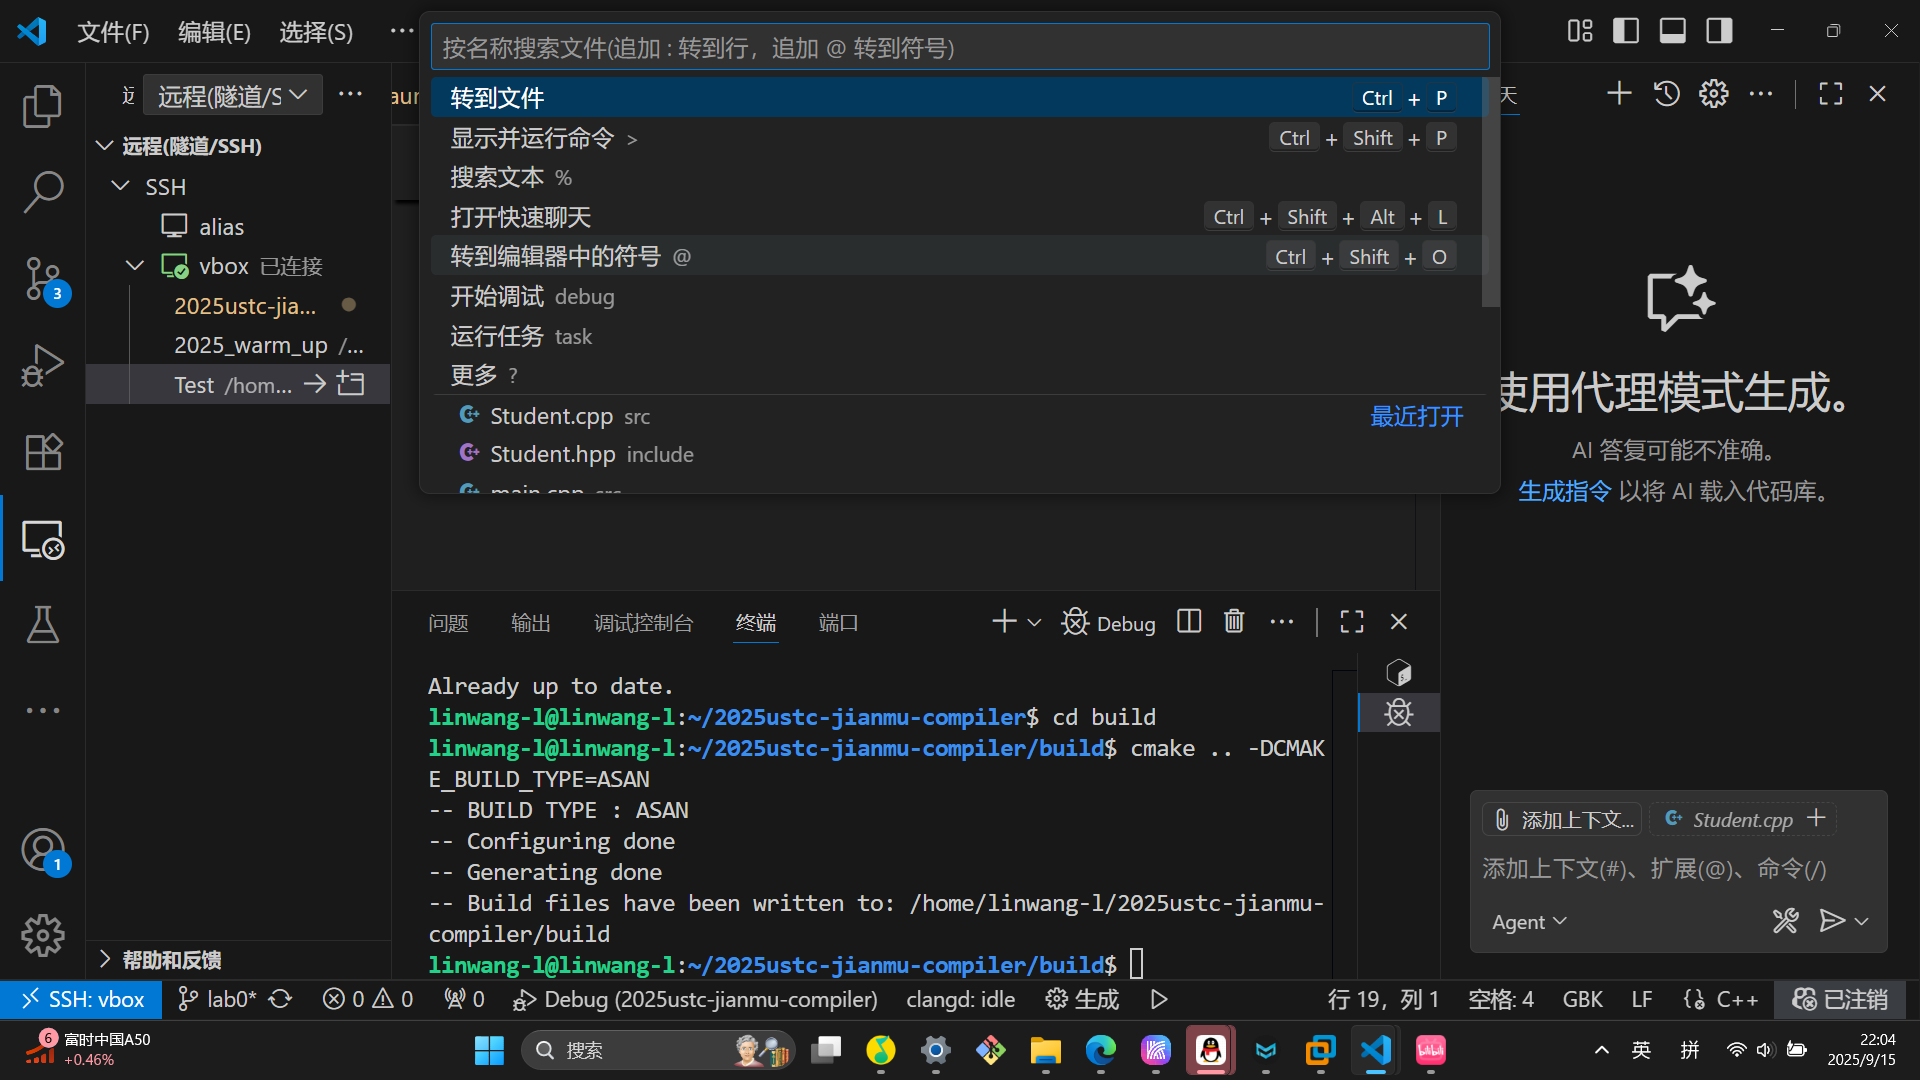 文件(F) 编辑(E) 选择(S) ···
按名称搜索文件(追加 : 转到行，追加 @ 转到符号)
转到文件 Ctrl + P
显示并运行命令 > Ctrl + Shift + P
搜索文本 %
打开快速聊天 Ctrl + Shift + Alt + L
转到编辑器中的符号 @ Ctrl + Shift + O
开始调试 debug
运行任务 task
更多 ?
Student.cpp src 最近打开
Student.hpp include
main.cpp src
远程(隧道/S
远程(隧道/SSH)
SSH
alias
vbox 已连接
2025ustc-jia...
2025_warm_up /...
Test /hom...
3
1
帮助和反馈
天
使用代理模式生成。
AI 答复可能不准确。
生成指令 以将 AI 载入代码库。
添加上下文... Student.cpp +
添加上下文(#)、扩展(@)、命令(/)
Agent
问题 输出 调试控制台 终端 端口 Debug
Already up to date.
linwang-l@linwang-l:~/2025ustc-jianmu-compiler$ cd build
linwang-l@linwang-l:~/2025ustc-jianmu-compiler/build$ cmake .. -DCMAK
E_BUILD_TYPE=ASAN
-- BUILD TYPE : ASAN
-- Configuring done
-- Generating done
-- Build files have been written to: /home/linwang-l/2025ustc-jianmu-
compiler/build
linwang-l@linwang-l:~/2025ustc-jianmu-compiler/build$
SSH: vbox lab0* 0 0 0 Debug (2025ustc-jianmu-compiler) clangd: idle 生成 行 19，列 1 空格: 4 GBK LF C++ 已注销
6 富时中国A50
+0.46%
搜索
bilibili
英 拼
22:04
2025/9/15